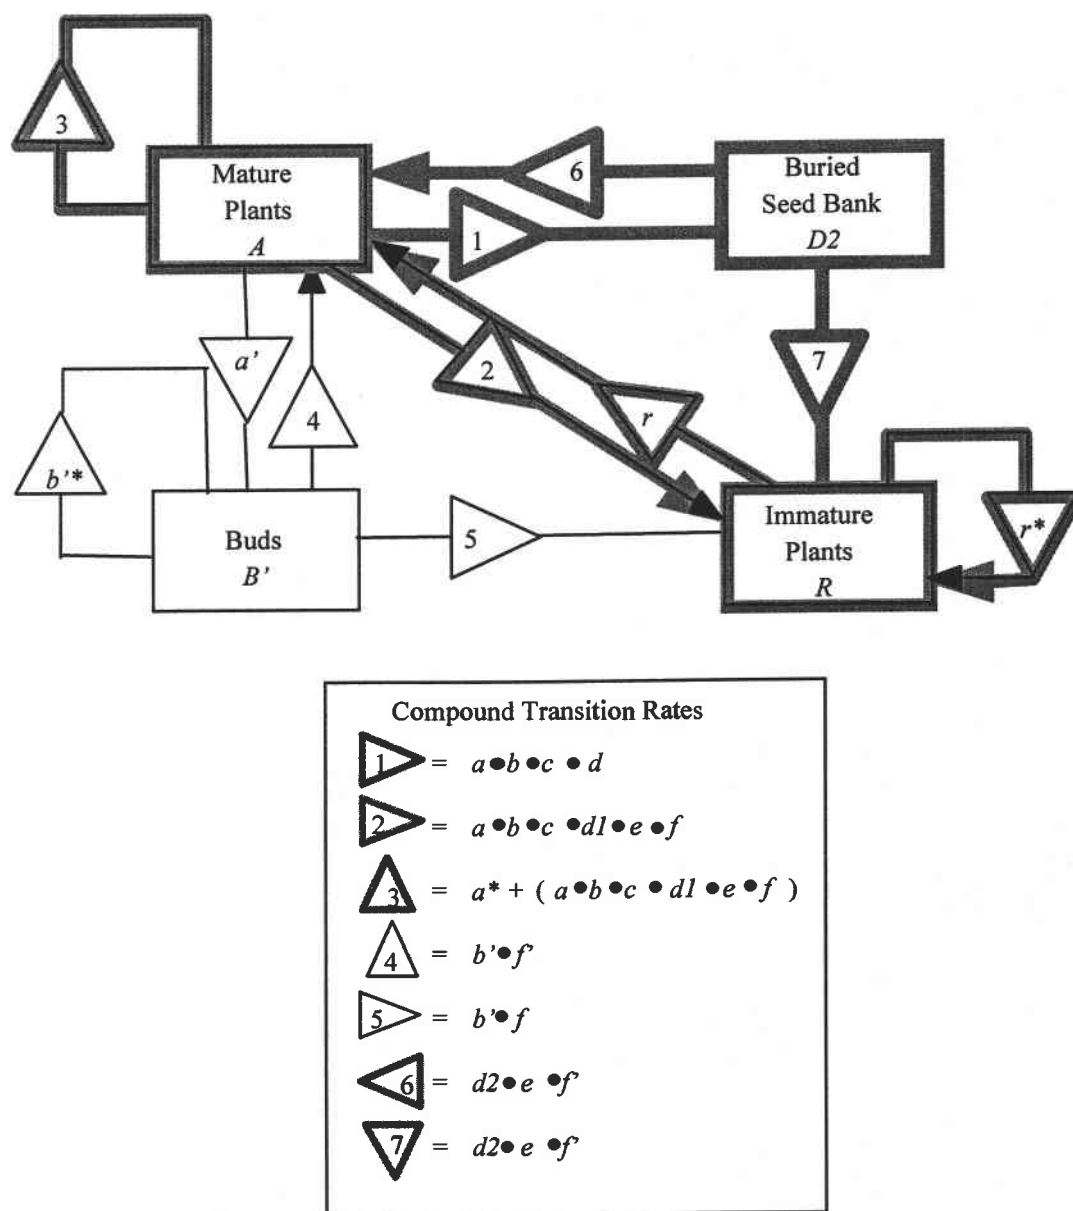 3
Mature
Plants
A
6
1
Buried
Seed Bank
D2
a'
4
2
r
7
b'*
Buds
B'
5
Immature
Plants
R
r*
Compound Transition Rates
1 = a•b•c•d
2 = a•b•c•d1•e•f
3 = a* + ( a•b•c•d1•e•f )
4 = b'•f'
5 = b'•f
6 = d2•e•f'
7 = d2•e•f'